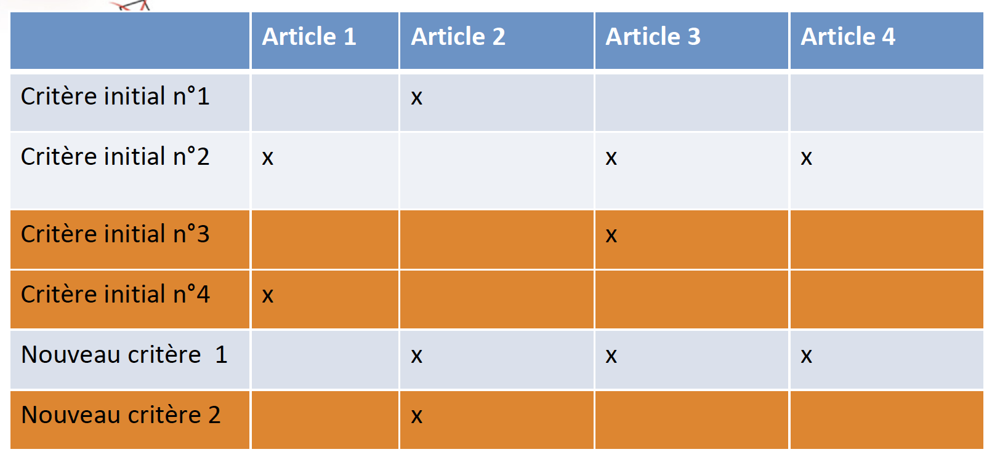 Article 1 Article 2 Article 3 Article 4
Critère initial n°1 x
Critère initial n°2 x x x
Critère initial n°3 x
Critère initial n°4 x
Nouveau critère  1 x x x
Nouveau critère 2 x